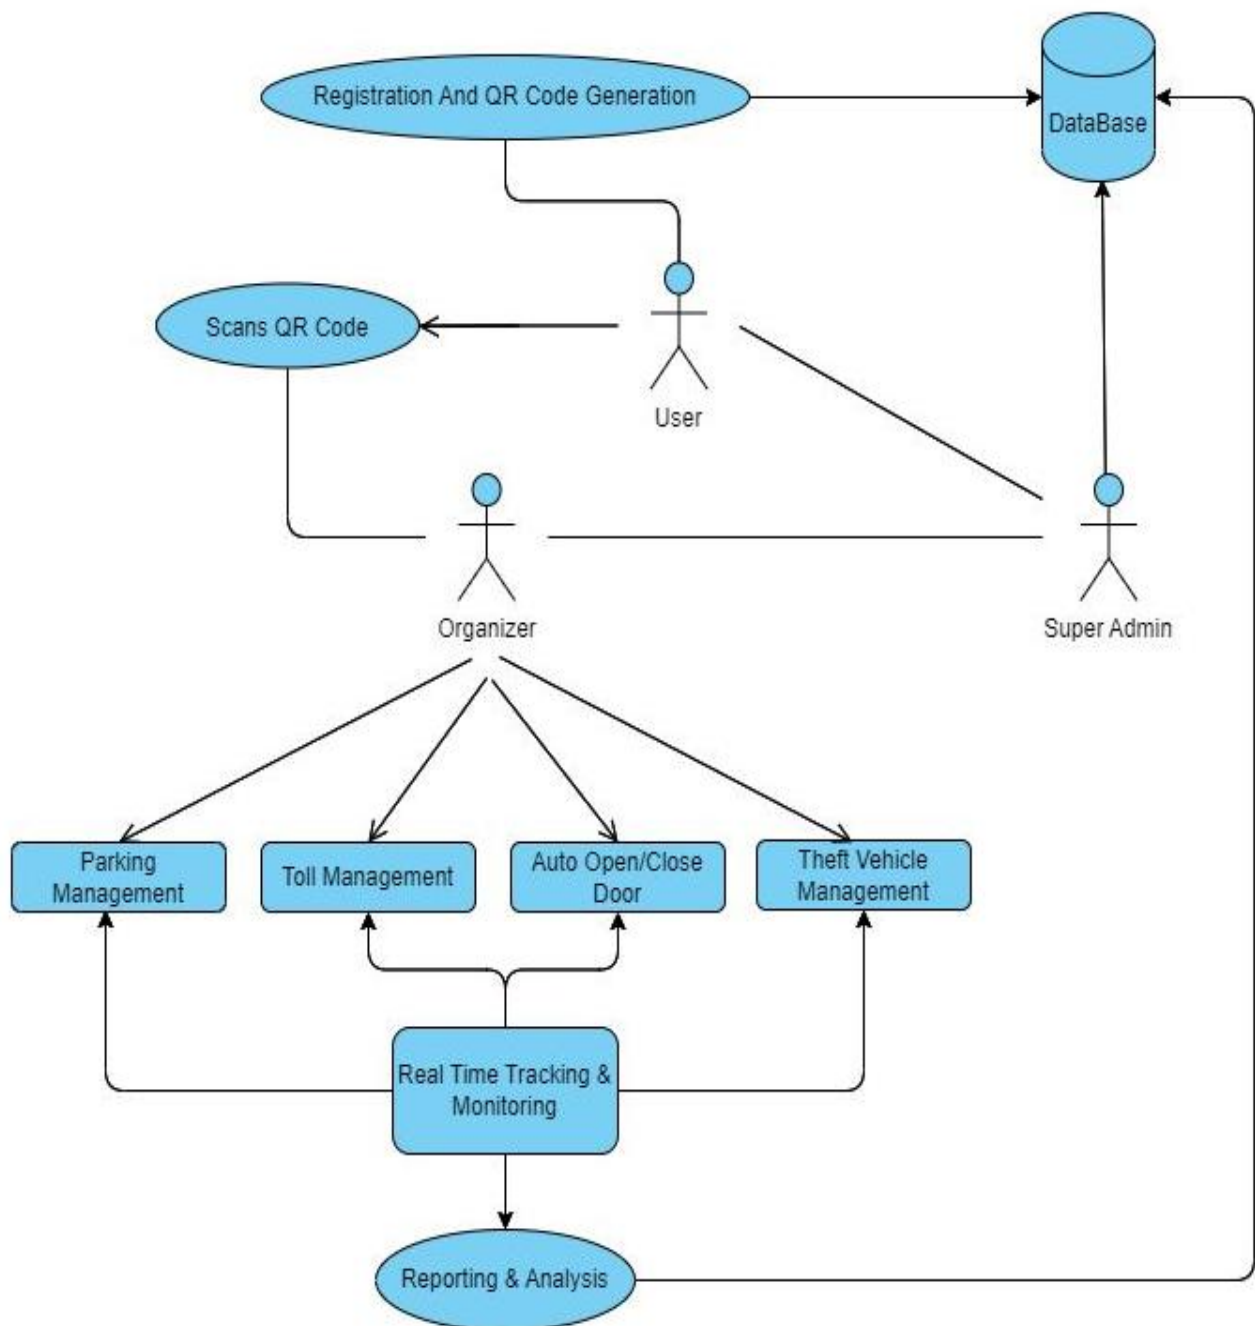 Registration And QR Code Generation
DataBase
Scans QR Code
User
Organizer
Super Admin
Parking
Management
Toll Management
Auto Open/Close
Door
Theft Vehicle
Management
Real Time Tracking &
Monitoring
Reporting & Analysis